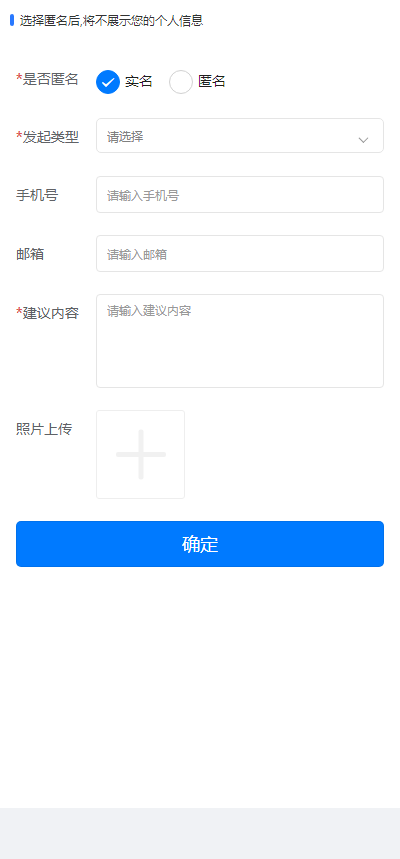 选择匿名后,将不展示您的个人信息
*是否匿名 实名 匿名
*发起类型 请选择
手机号 请输入手机号
邮箱 请输入邮箱
*建议内容 请输入建议内容
照片上传
确定